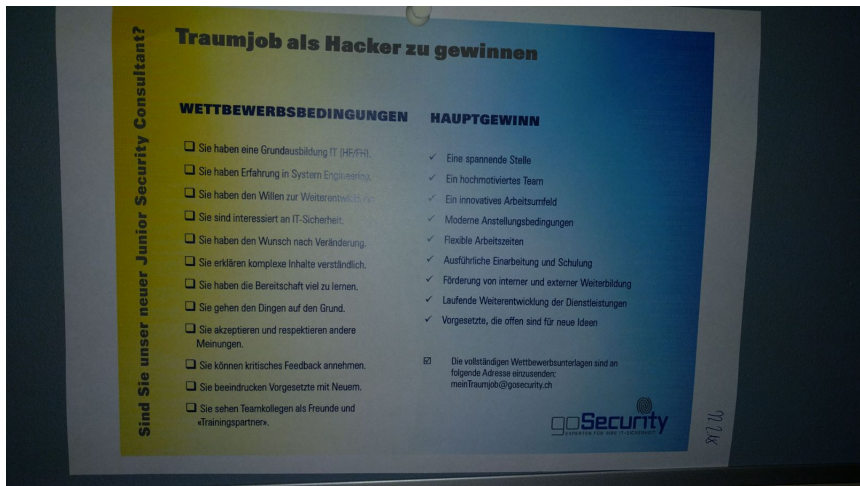 Sind Sie unser neuer Junior Security Consultant?
Traumjob als Hacker zu gewinnen
WETTBEWERBSBEDINGUNGEN
❑ Sie haben eine Grundausbildung IT (HF/FH).
❑ Sie haben Erfahrung in System Engineering.
❑ Sie haben den Willen zur Weiterentwicklung.
❑ Sie sind interessiert an IT-Sicherheit.
❑ Sie haben den Wunsch nach Veränderung.
❑ Sie erklären komplexe Inhalte verständlich.
❑ Sie haben die Bereitschaft viel zu lernen.
❑ Sie gehen den Dingen auf den Grund.
❑ Sie akzeptieren und respektieren andere
Meinungen.
❑ Sie können kritisches Feedback annehmen.
❑ Sie beeindrucken Vorgesetzte mit Neuem.
❑ Sie sehen Teamkollegen als Freunde und
«Trainingspartner».
HAUPTGEWINN
✓ Eine spannende Stelle
✓ Ein hochmotiviertes Team
✓ Ein innovatives Arbeitsumfeld
✓ Moderne Anstellungsbedingungen
✓ Flexible Arbeitszeiten
✓ Ausführliche Einarbeitung und Schulung
✓ Förderung von interner und externer Weiterbildung
✓ Laufende Weiterentwicklung der Dienstleistungen
✓ Vorgesetzte, die offen sind für neue Ideen
☑ Die vollständigen Wettbewerbsunterlagen sind an
folgende Adresse einzusenden:
meinTraumjob@gosecurity.ch
goSecurity
EXPERTEN FÜR IHRE IT-SICHERHEIT